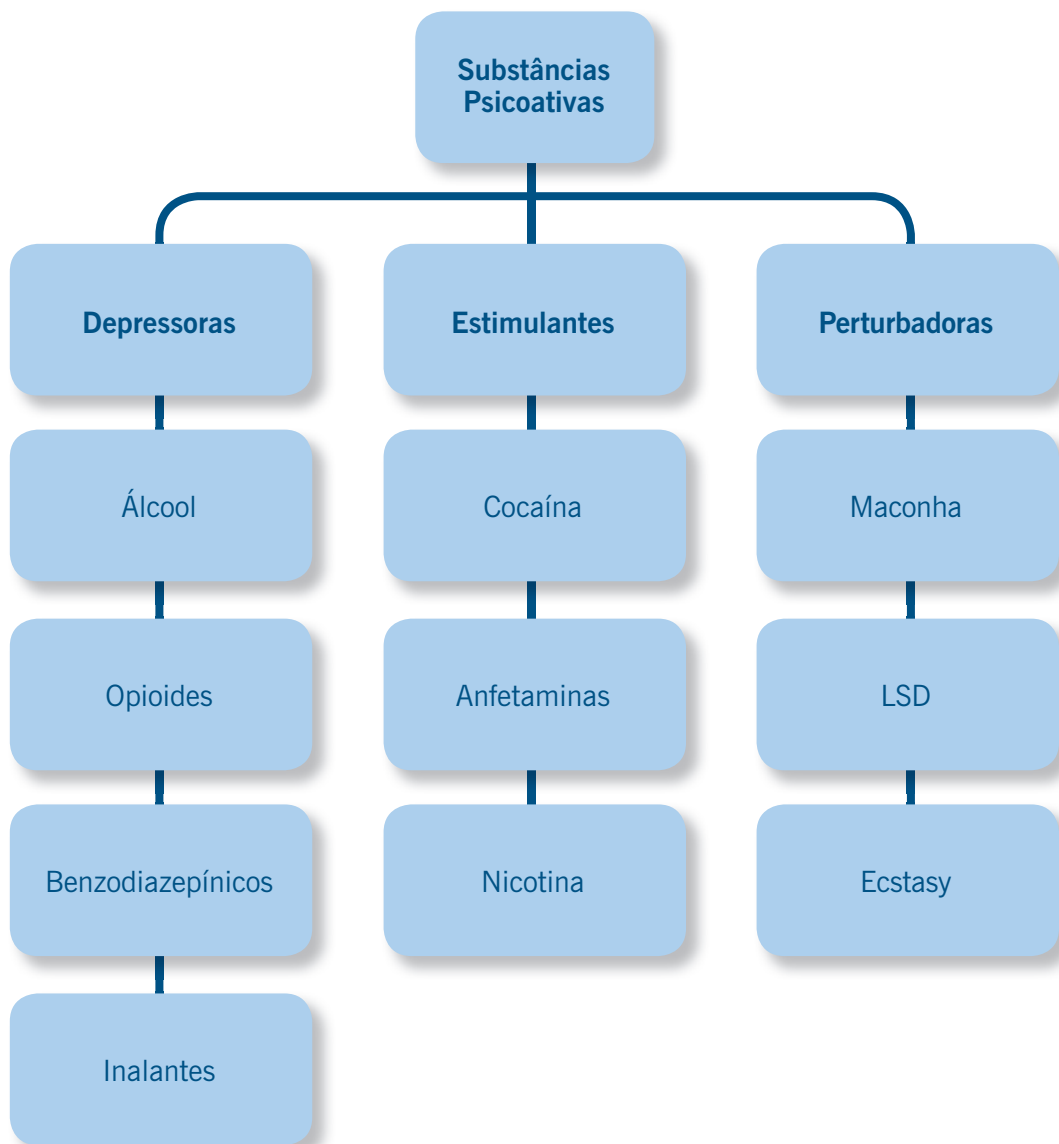 Substâncias
Psicoativas
Depressoras
Estimulantes
Perturbadoras
Álcool
Cocaína
Maconha
Opioides
Anfetaminas
LSD
Benzodiazepínicos
Nicotina
Ecstasy
Inalantes